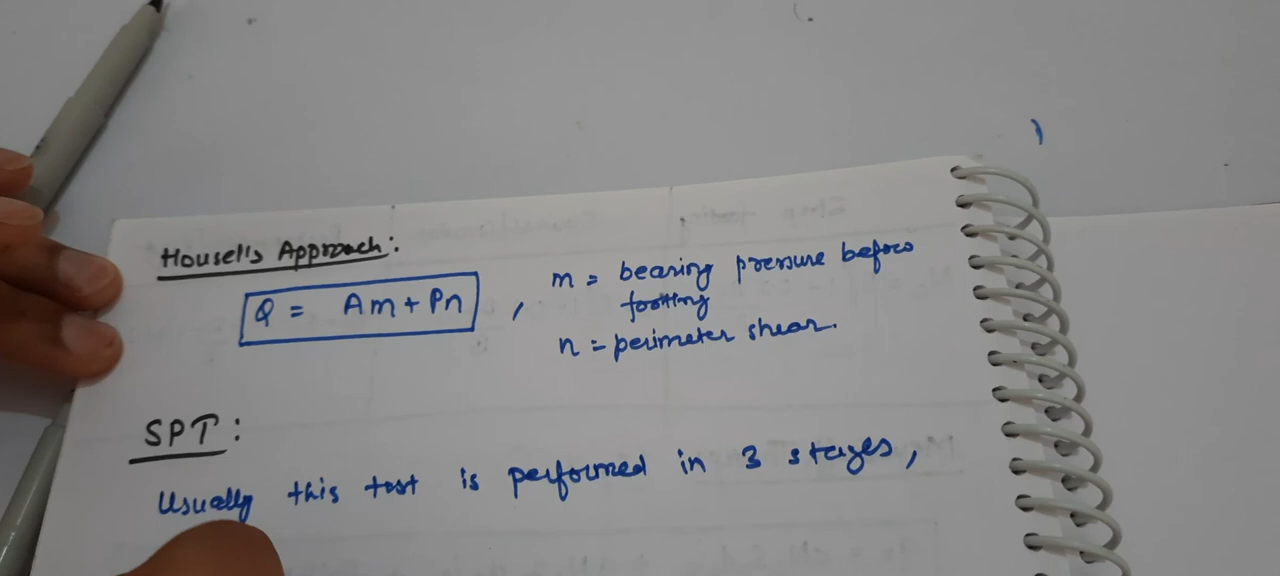 Housel's Approach:
Q = Am + Pn , m = bearing pressure before
footing
n = perimeter shear.
SPT:
Usually this test is performed in 3 stages,